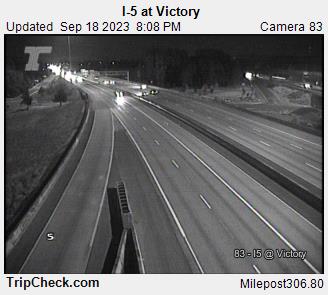 I-5 at Victory
Updated Sep 18 2023 8:08 PM Camera 83
S
83 - I5 @ Victory
TripCheck.com Milepost306.80